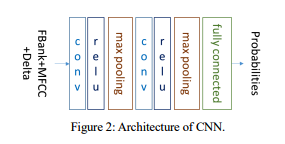 FBank+MFCC
+Delta
conv
relu
max pooling
conv
relu
max pooling
fully connected
Probabilities
Figure 2: Architecture of CNN.